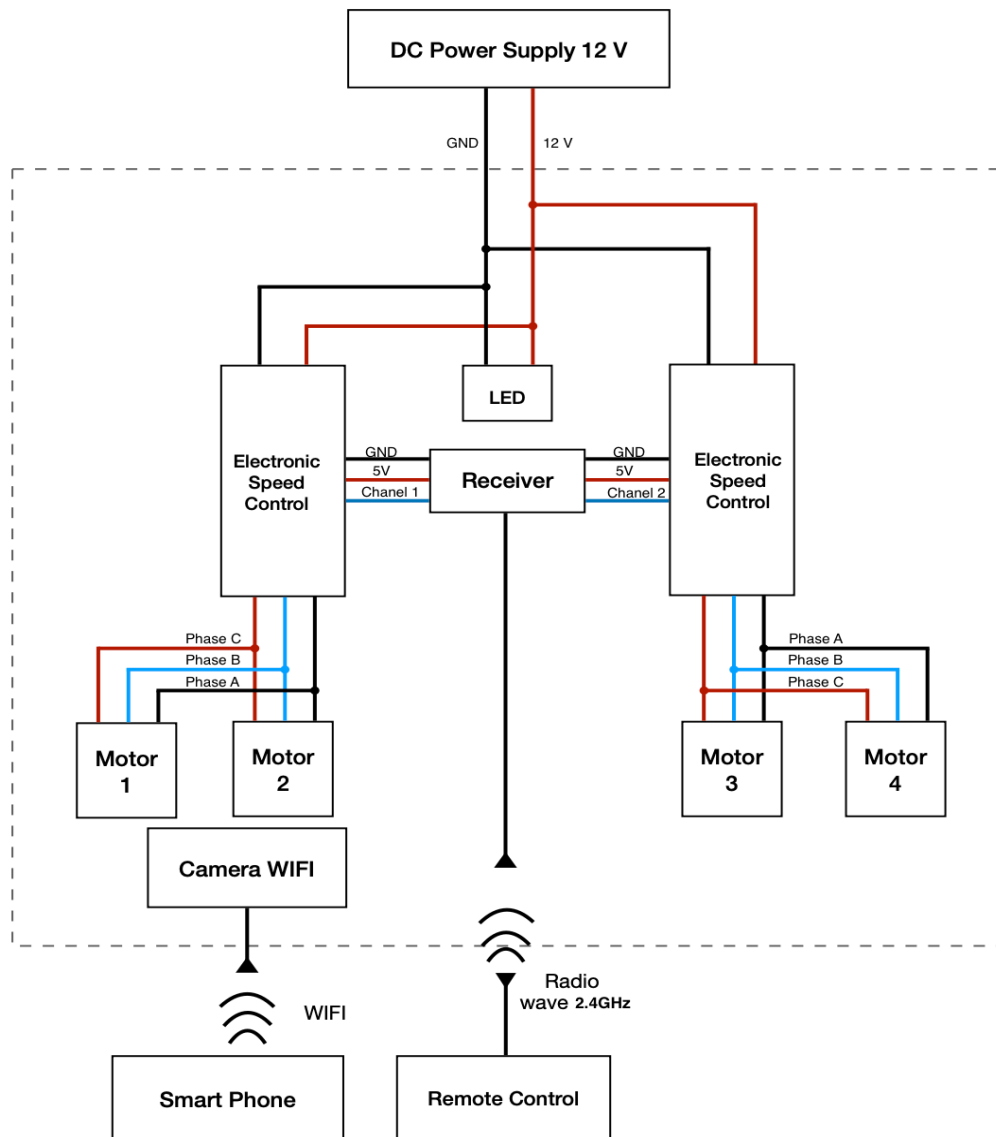 DC Power Supply 12 V
GND
12 V
LED
Electronic
Speed
Control
GND
5V
Chanel 1
Receiver
GND
5V
Chanel 2
Electronic
Speed
Control
Phase C
Phase B
Phase A
Phase A
Phase B
Phase C
Motor
1
Motor
2
Motor
3
Motor
4
Camera WIFI
WIFI
Radio
wave 2.4GHz
Smart Phone
Remote Control